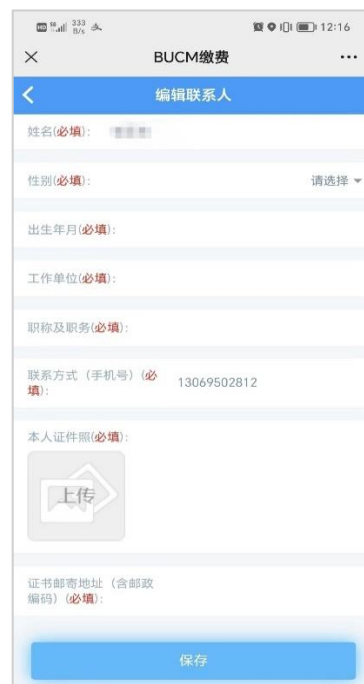 HD 5G 333 B/s 12:16
BUCM缴费
编辑联系人
姓名(必填):
性别(必填): 请选择
出生年月(必填):
工作单位(必填):
职称及职务(必填):
联系方式（手机号）(必
填): 13069502812
本人证件照(必填):
上传
证书邮寄地址（含邮政
编码）(必填):
保存